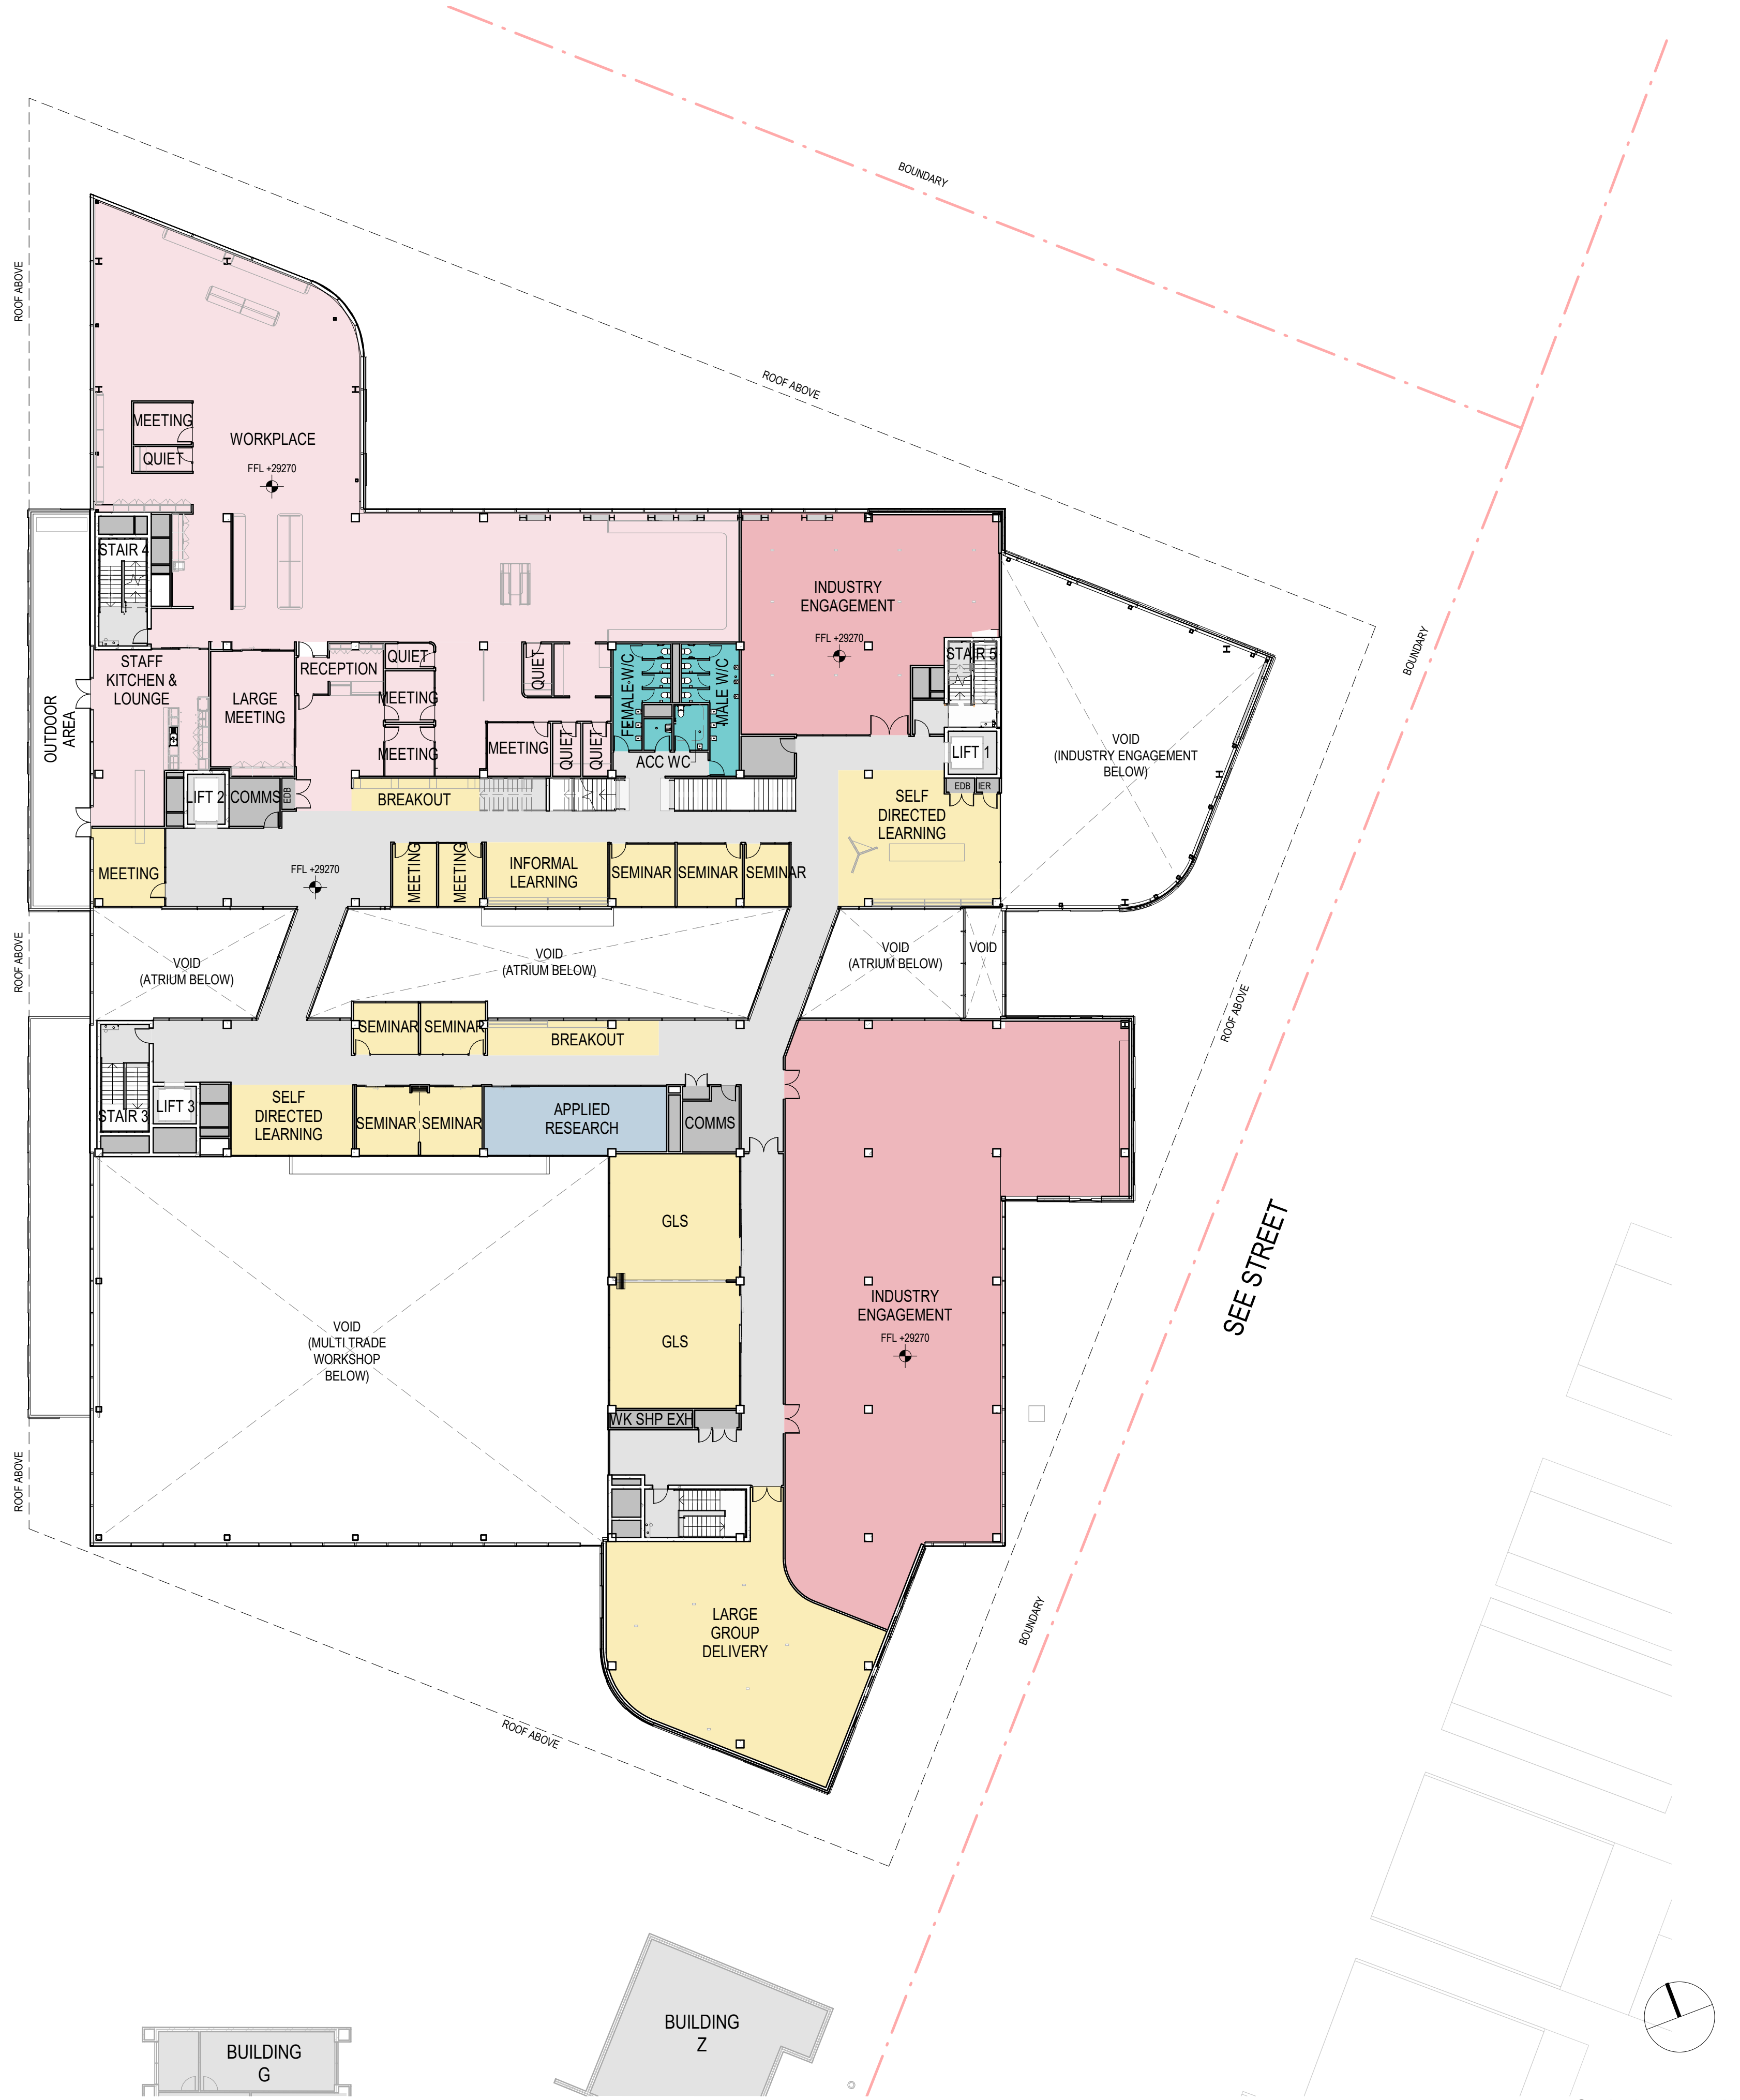 BOUNDARY
ROOF ABOVE
ROOF ABOVE
MEETING
WORKPLACE
QUIET
FFL +29270
STAIR 4
INDUSTRY
ENGAGEMENT
FFL +29270
STAIR 5
BOUNDARY
STAFF
KITCHEN &
LOUNGE
RECEPTION
QUIET
QUIET
FEMALE W/C
MALE W/C
LARGE
MEETING
MEETING
OUTDOOR
AREA
MEETING
MEETING
QUIET
QUIET
ACC WC
LIFT 1
VOID
(INDUSTRY ENGAGEMENT
BELOW)
LIFT 2
COMMS
EDB
BREAKOUT
EDB
IER
SELF
DIRECTED
LEARNING
MEETING
FFL +29270
MEETING
MEETING
INFORMAL
LEARNING
SEMINAR
SEMINAR
SEMINAR
ROOF ABOVE
VOID
(ATRIUM BELOW)
VOID
(ATRIUM BELOW)
VOID
(ATRIUM BELOW)
VOID
ROOF ABOVE
SEMINAR
SEMINAR
BREAKOUT
STAIR 3
LIFT 3
SELF
DIRECTED
LEARNING
SEMINAR
SEMINAR
APPLIED
RESEARCH
COMMS
GLS
SEE STREET
INDUSTRY
ENGAGEMENT
FFL +29270
VOID
(MULTI TRADE
WORKSHOP
BELOW)
GLS
WK SHP EXH
ROOF ABOVE
LARGE
GROUP
DELIVERY
BOUNDARY
ROOF ABOVE
BUILDING
Z
BUILDING
G